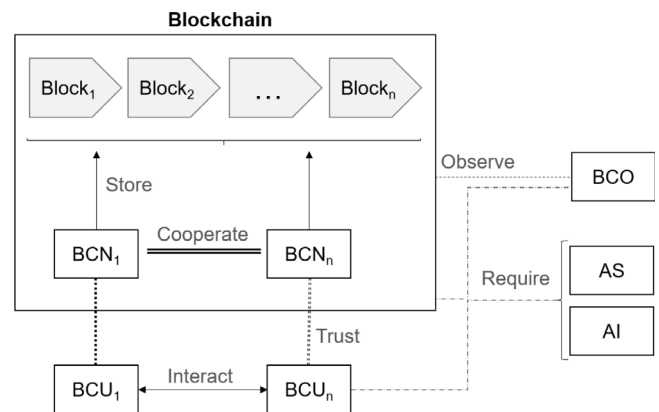 Blockchain
Block₁ Block₂ ... Blockₙ
Observe
BCO
Store
Cooperate
BCN₁ BCNₙ
Require
AS
AI
Trust
Interact
BCU₁ BCUₙ